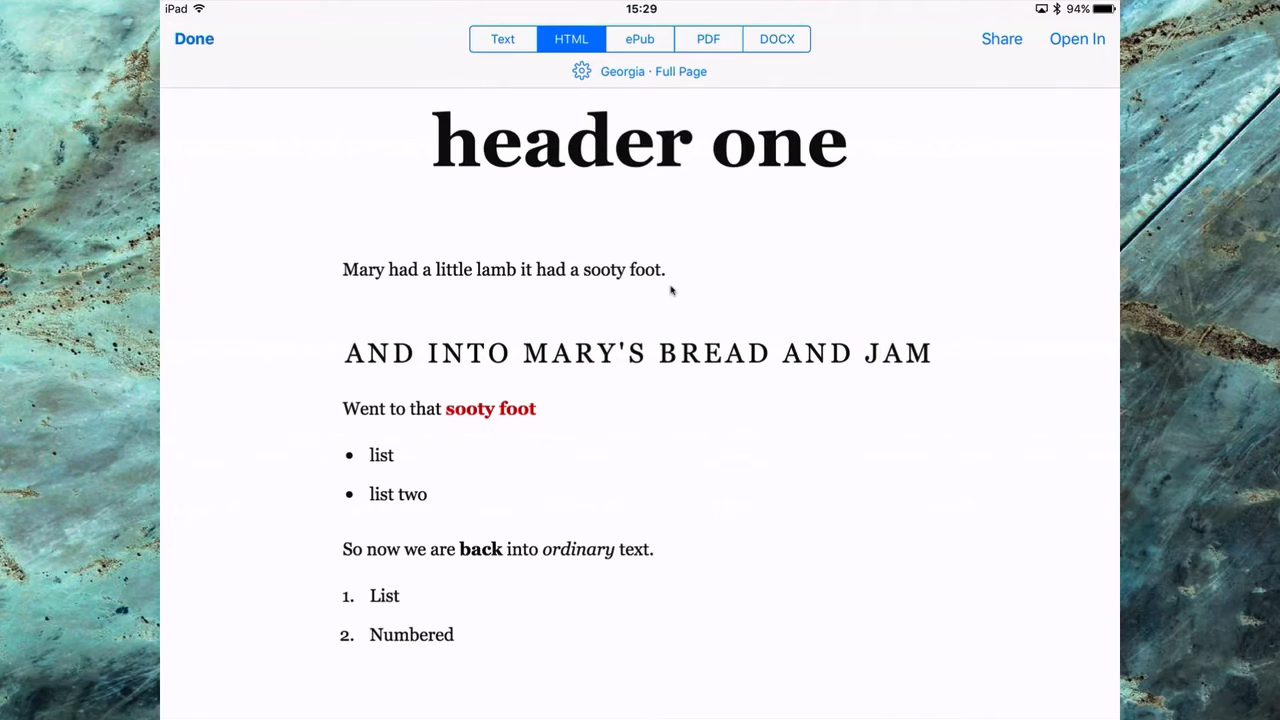 iPad 15:29 94%
Done Text HTML ePub PDF DOCX Share Open In
Georgia · Full Page
header one
Mary had a little lamb it had a sooty foot.
AND INTO MARY'S BREAD AND JAM
Went to that sooty foot
• list
• list two
So now we are back into ordinary text.
1. List
2. Numbered